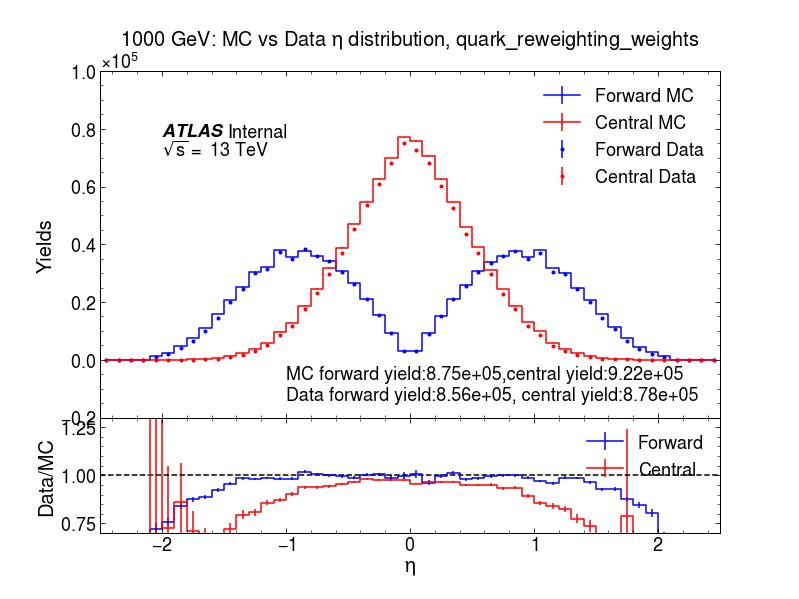 1000 GeV: MC vs Data η distribution, quark_reweighting_weights
×10⁵
1.0
0.8
0.6
0.4
0.2
0.0
0.2
Yields
ATLAS Internal
√s = 13 TeV
Forward MC
Central MC
Forward Data
Central Data
MC forward yield:8.75e+05,central yield:9.22e+05
Data forward yield:8.56e+05, central yield:8.78e+05
1.25
1.00
0.75
Data/MC
Forward
Central
−2 −1 0 1 2
η